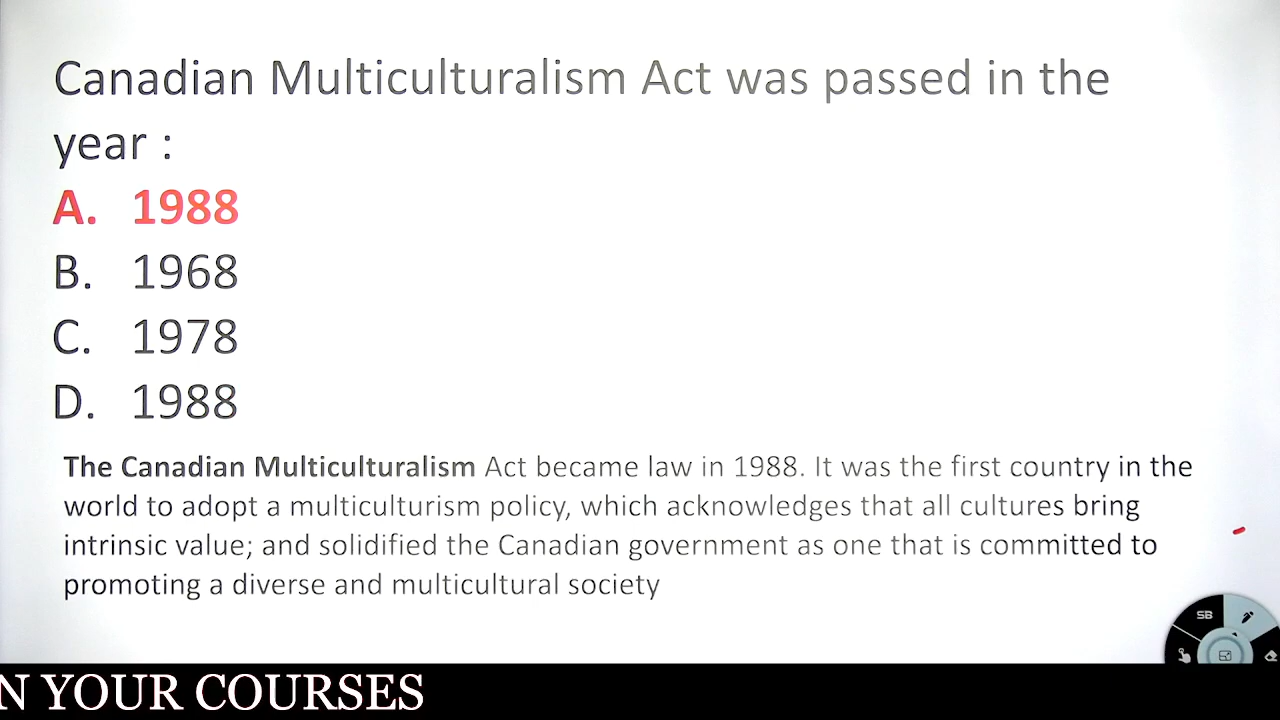 Canadian Multiculturalism Act was passed in the
year :
A. 1988
B. 1968
C. 1978
D. 1988
The Canadian Multiculturalism Act became law in 1988. It was the first country in the
world to adopt a multiculturism policy, which acknowledges that all cultures bring
intrinsic value; and solidified the Canadian government as one that is committed to
promoting a diverse and multicultural society
SB
N YOUR COURSES